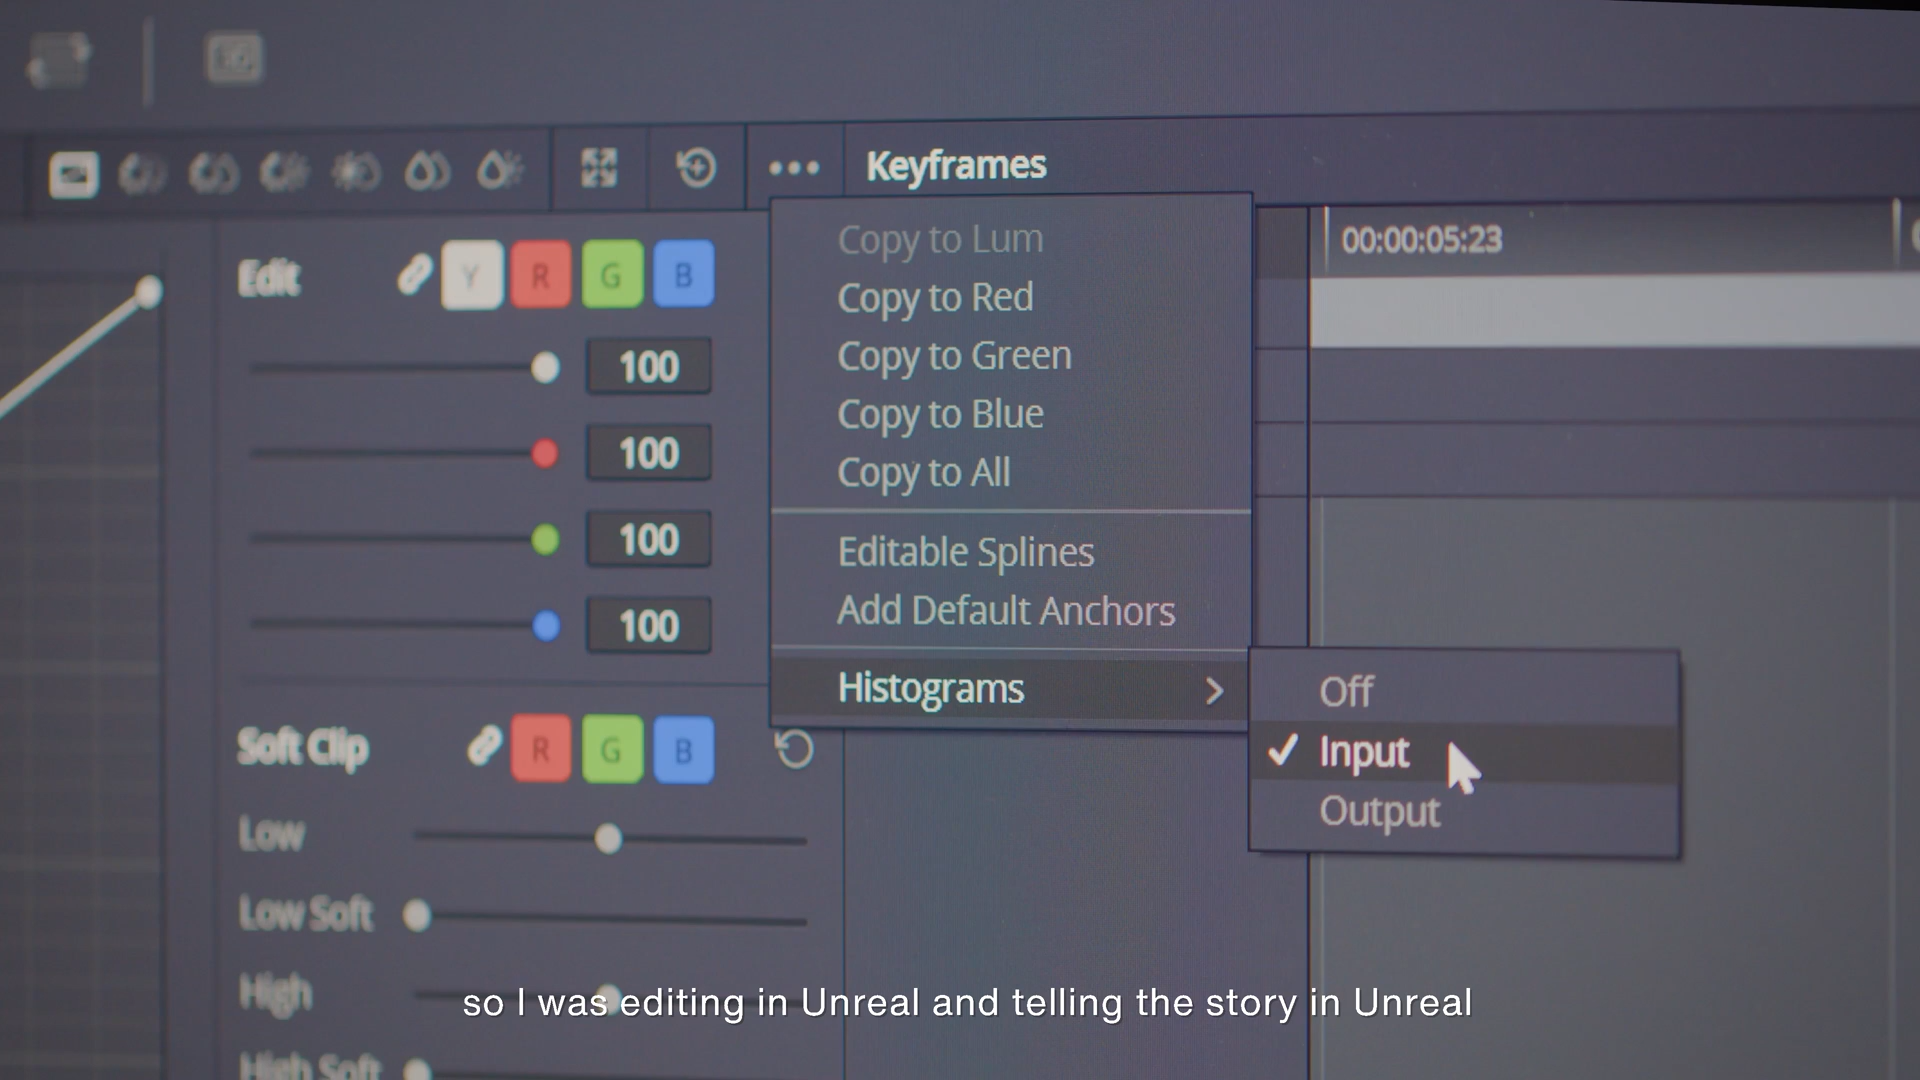 Keyframes
Edit
Y R G B
100
100
100
100
Soft Clip
R G B
Low
Low Soft
High
High Soft
Copy to Lum
Copy to Red
Copy to Green
Copy to Blue
Copy to All
Editable Splines
Add Default Anchors
Histograms
Off
Input
Output
00:00:05:23
so I was editing in Unreal and telling the story in Unreal